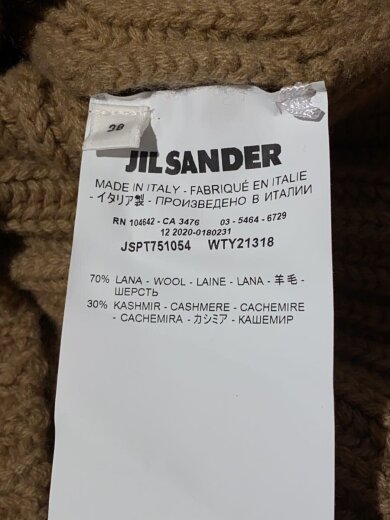 JIL SANDER
MADE IN ITALY - FABRIQUÉ EN ITALIE
- イタリア製 - ПРОИЗВЕДЕНО В ИТАЛИИ
RN 104642 - CA 3476 03 - 5464 - 6729
12 2020-0180231
JSPT751054 WTY21318
70% LANA - WOOL - LAINE - LANA - 羊毛 -
ШЕРСТЬ
30% KASHMIR - CASHMERE - CACHEMIRE
- CACHEMIRA - カシミア - КАШЕМИР